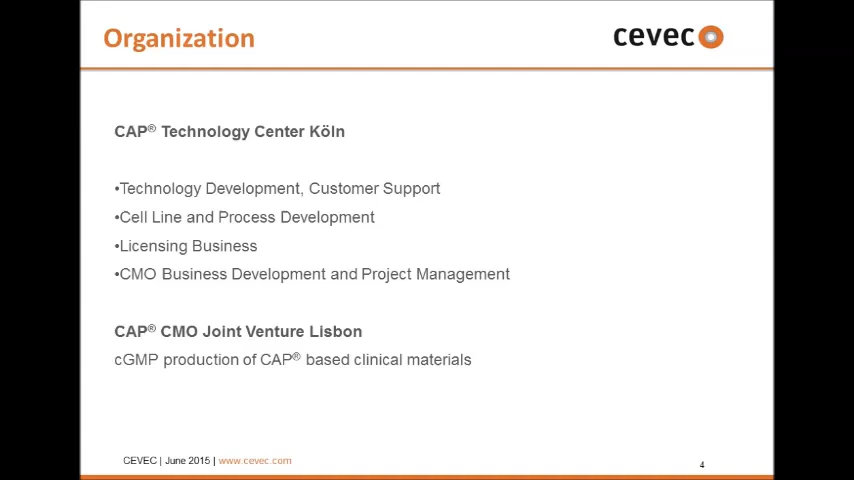 Organization
cevec
CAP® Technology Center Köln
•Technology Development, Customer Support
•Cell Line and Process Development
•Licensing Business
•CMO Business Development and Project Management
CAP® CMO Joint Venture Lisbon
cGMP production of CAP® based clinical materials
CEVEC | June 2015 | www.cevec.com
4